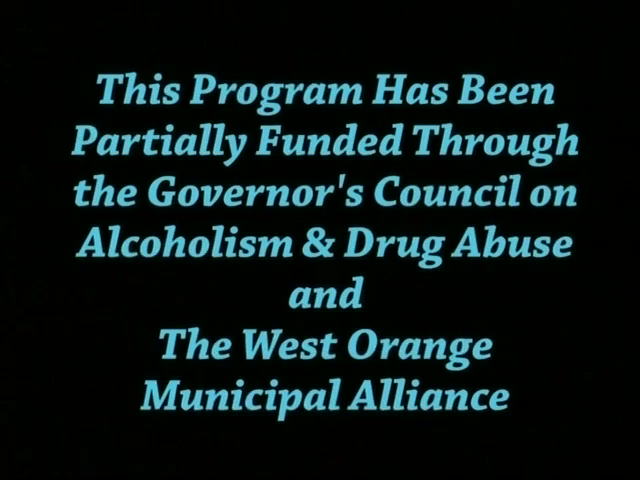 This Program Has Been
Partially Funded Through
the Governor's Council on
Alcoholism & Drug Abuse
and
The West Orange
Municipal Alliance